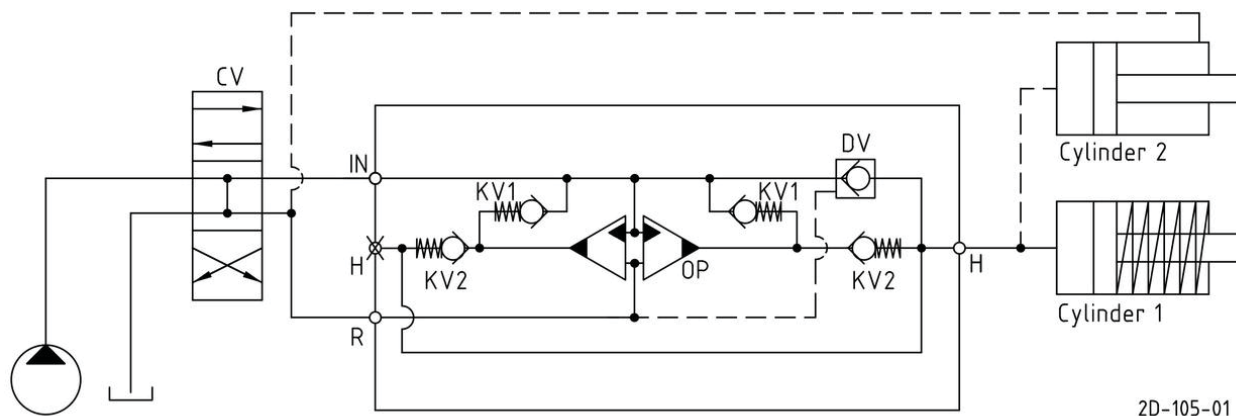 CV
Cylinder 2
IN
KV1
KV1
DV
H
KV2
OP
KV2
H
R
Cylinder 1
2D-105-01